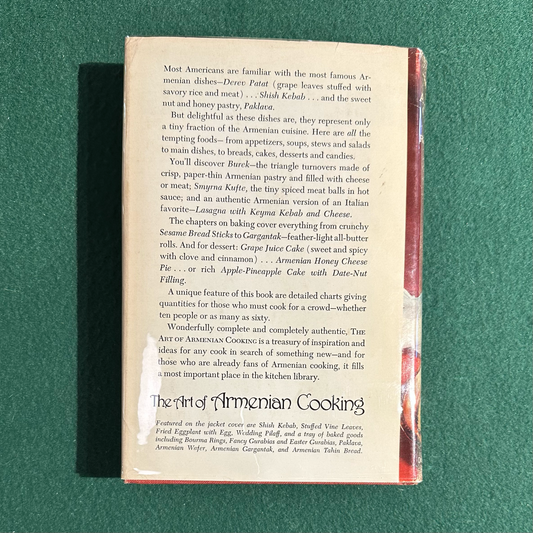 Most Americans are familiar with the most famous Ar-
menian dishes—Derev Patat (grape leaves stuffed with
savory rice and meat) . . . Shish Kebab . . . and the sweet
nut and honey pastry, Paklava.
But delightful as these dishes are, they represent only
a tiny fraction of the Armenian cuisine. Here are all the
tempting foods— from appetizers, soups, stews and salads
to main dishes, to breads, cakes, desserts and candies.
You'll discover Burek—the triangle turnovers made of
crisp, paper-thin Armenian pastry and filled with cheese
or meat; Smyrna Kufte, the tiny spiced meat balls in hot
sauce; and an authentic Armenian version of an Italian
favorite—Lasagna with Keyma Kebab and Cheese.
The chapters on baking cover everything from crunchy
Sesame Bread Sticks to Gargantak—feather-light all-butter
rolls. And for dessert: Grape Juice Cake (sweet and spicy
with clove and cinnamon) . . . Armenian Honey Cheese
Pie . . . or rich Apple-Pineapple Cake with Date-Nut
Filling.
A unique feature of this book are detailed charts giving
quantities for those who must cook for a crowd—whether
ten people or as many as sixty.
Wonderfully complete and completely authentic, THE
ART OF ARMENIAN COOKING is a treasury of inspiration and
ideas for any cook in search of something new—and for
those who are already fans of Armenian cooking, it fills
a most important place in the kitchen library.
The Art of Armenian Cooking
Featured on the jacket cover are Shish Kebab, Stuffed Vine Leaves,
Fried Eggplant with Egg, Wedding Pilaff, and a tray of baked goods
including Bourma Rings, Fancy Gurabias and Easter Gurabias, Paklava,
Armenian Wafer, Armenian Gargantak, and Armenian Tahin Bread.